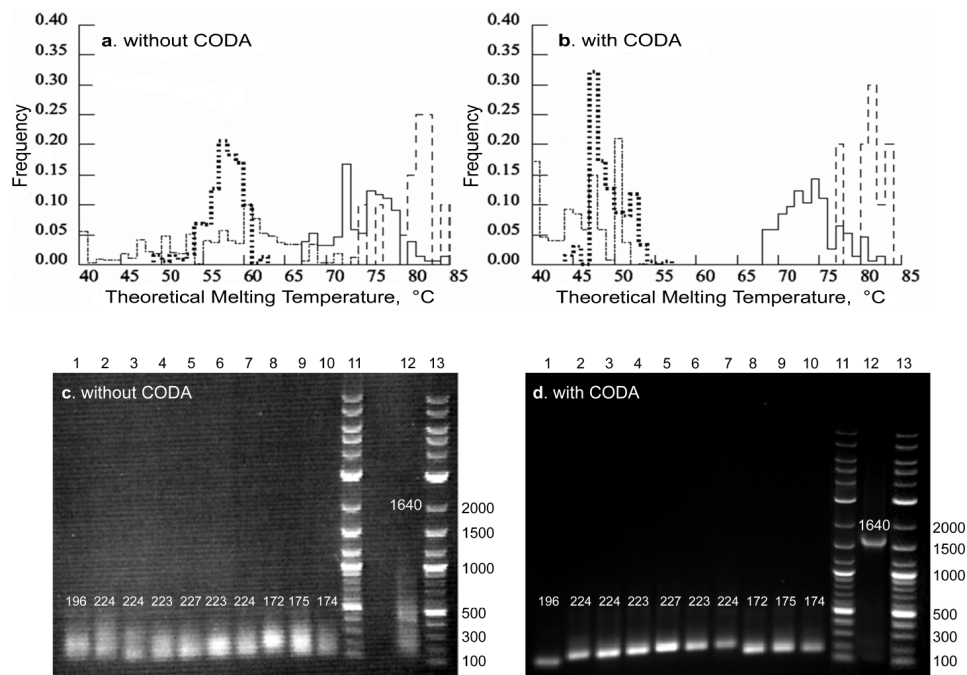 a. without CODA
0.40
0.35
0.30
0.25
0.20
0.15
0.10
0.05
0.00
Frequency
40 45 50 55 60 65 70 75 80 85
Theoretical Melting Temperature, °C
b. with CODA
0.40
0.35
0.30
0.25
0.20
0.15
0.10
0.05
0.00
Frequency
40 45 50 55 60 65 70 75 80 85
Theoretical Melting Temperature, °C
1 2 3 4 5 6 7 8 9 10 11 12 13
c. without CODA
1640
196 224 224 223 227 223 224 172 175 174
2000
1500
1000
500
300
100
1 2 3 4 5 6 7 8 9 10 11 12 13
d. with CODA
1640
196 224 224 223 227 223 224 172 175 174
2000
1500
1000
500
300
100